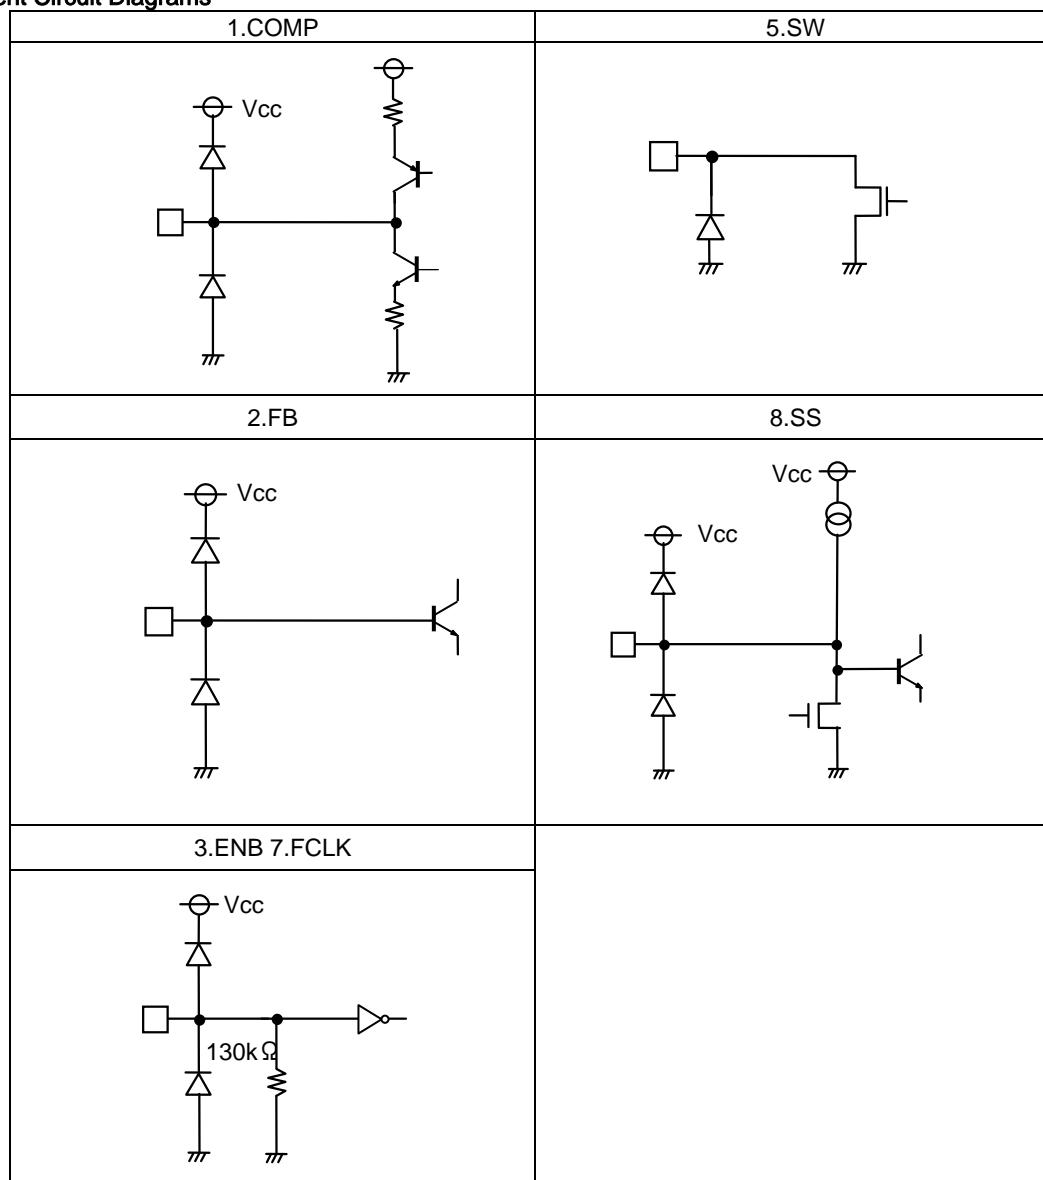 Circuit Diagrams
1.COMP
5.SW
Vcc
2.FB
8.SS
Vcc
Vcc
Vcc
3.ENB 7.FCLK
Vcc
130kΩ